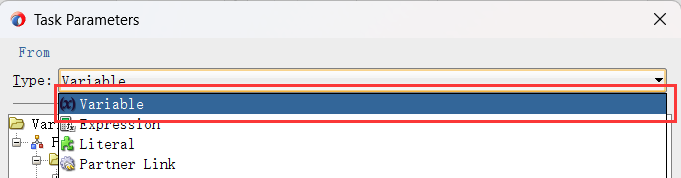 Task Parameters
From
Type: Variable
(x) Variable
Expression
Literal
Partner Link